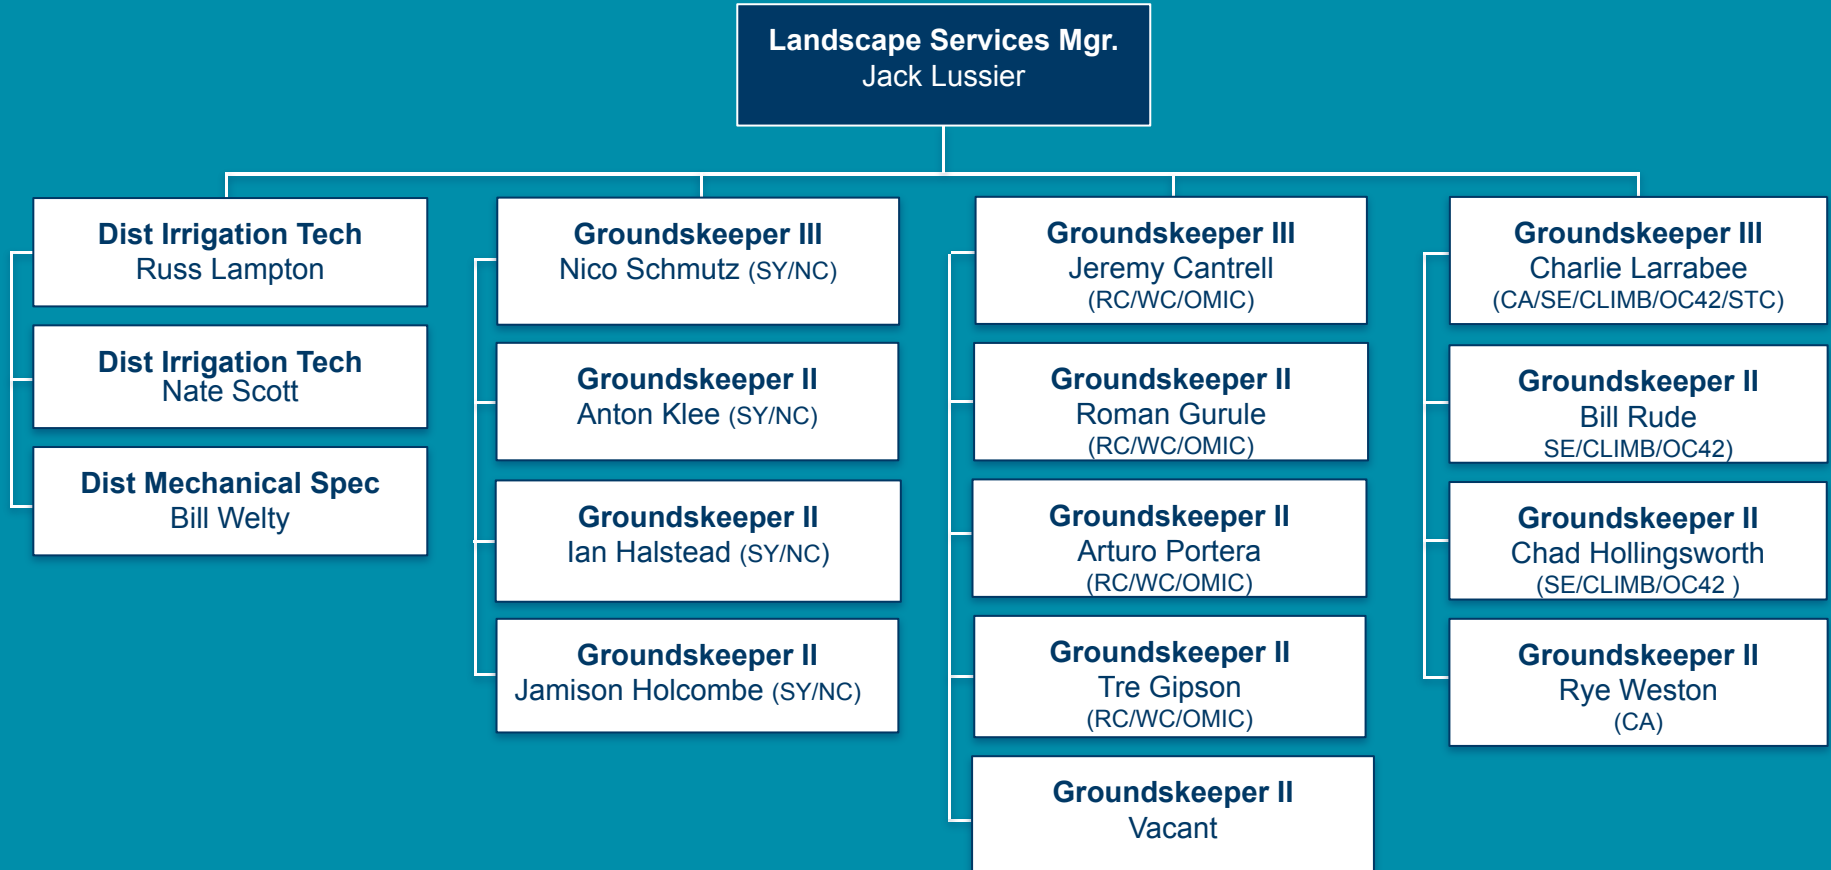 Landscape Services Mgr.
Jack Lussier
Dist Irrigation Tech
Russ Lampton
Dist Irrigation Tech
Nate Scott
Dist Mechanical Spec
Bill Welty
Groundskeeper III
Nico Schmutz (SY/NC)
Groundskeeper II
Anton Klee (SY/NC)
Groundskeeper II
Ian Halstead (SY/NC)
Groundskeeper II
Jamison Holcombe (SY/NC)
Groundskeeper III
Jeremy Cantrell
(RC/WC/OMIC)
Groundskeeper II
Roman Gurule
(RC/WC/OMIC)
Groundskeeper II
Arturo Portera
(RC/WC/OMIC)
Groundskeeper II
Tre Gipson
(RC/WC/OMIC)
Groundskeeper II
Vacant
Groundskeeper III
Charlie Larrabee
(CA/SE/CLIMB/OC42/STC)
Groundskeeper II
Bill Rude
SE/CLIMB/OC42)
Groundskeeper II
Chad Hollingsworth
(SE/CLIMB/OC42 )
Groundskeeper II
Rye Weston
(CA)